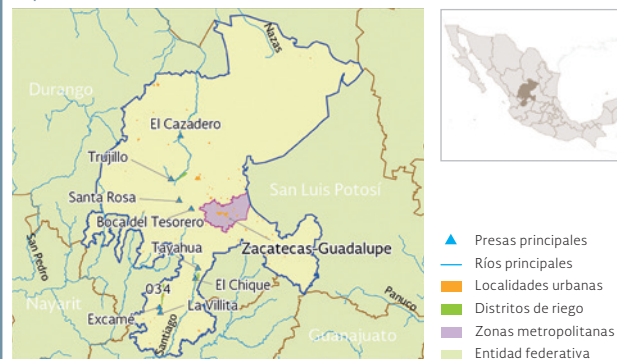 Nazas
Durango
El Cazadero
Trujillo
San Luis Potosí
Santa Rosa
Boca del Tesorero
Zacatecas-Guadalupe
Tayahua
San Pedro
El Chique
034
Panuco
Nayarit
La Villita
Excamé
Santiago
Guanajuato
Presas principales
Ríos principales
Localidades urbanas
Distritos de riego
Zonas metropolitanas
Entidad federativa